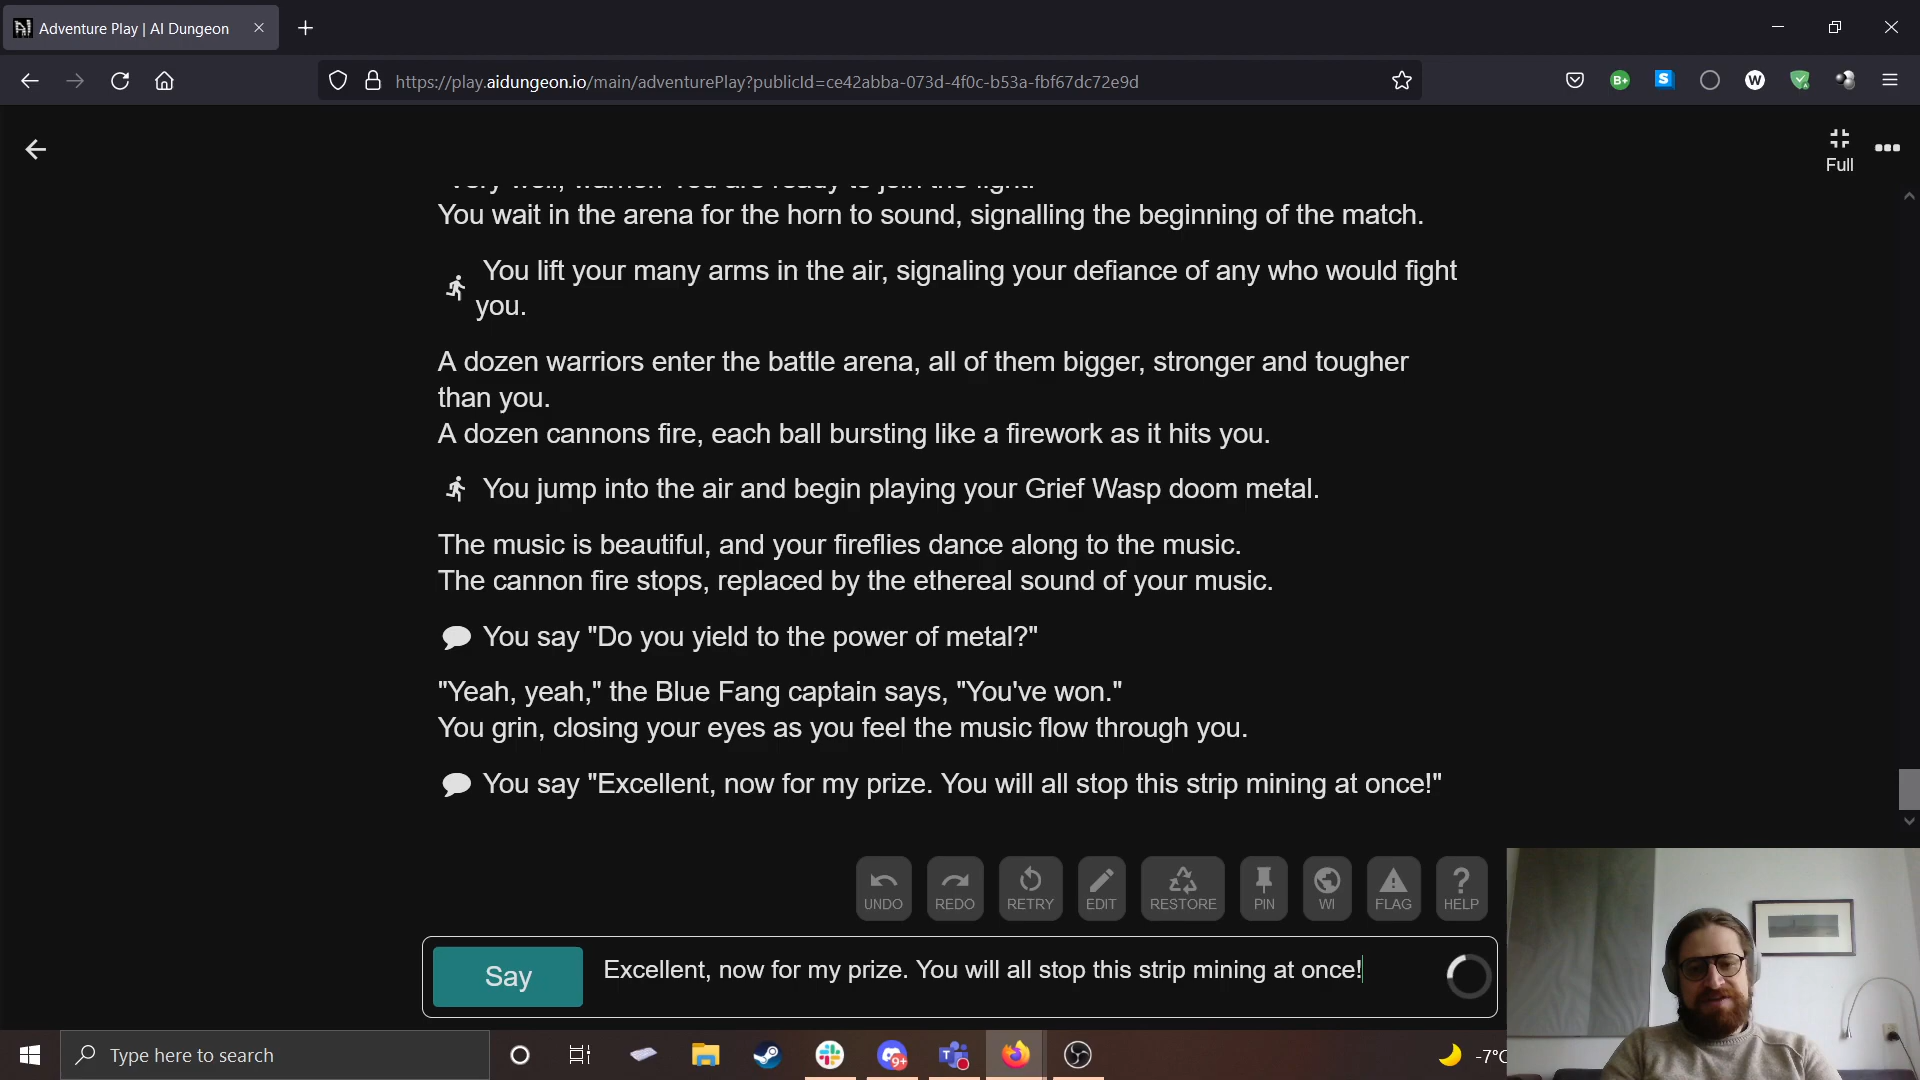 Adventure Play | AI Dungeon
https://play.aidungeon.io/main/adventurePlay?publicId=ce42abba-073d-4f0c-b53a-fbf67dc72e9d
Full
You wait in the arena for the horn to sound, signalling the beginning of the match.
You lift your many arms in the air, signaling your defiance of any who would fight
you.
A dozen warriors enter the battle arena, all of them bigger, stronger and tougher
than you.
A dozen cannons fire, each ball bursting like a firework as it hits you.
You jump into the air and begin playing your Grief Wasp doom metal.
The music is beautiful, and your fireflies dance along to the music.
The cannon fire stops, replaced by the ethereal sound of your music.
You say "Do you yield to the power of metal?"
"Yeah, yeah," the Blue Fang captain says, "You've won."
You grin, closing your eyes as you feel the music flow through you.
You say "Excellent, now for my prize. You will all stop this strip mining at once!"
UNDO REDO RETRY EDIT RESTORE PIN WI FLAG HELP
Say Excellent, now for my prize. You will all stop this strip mining at once!
Type here to search
9+
-7°C